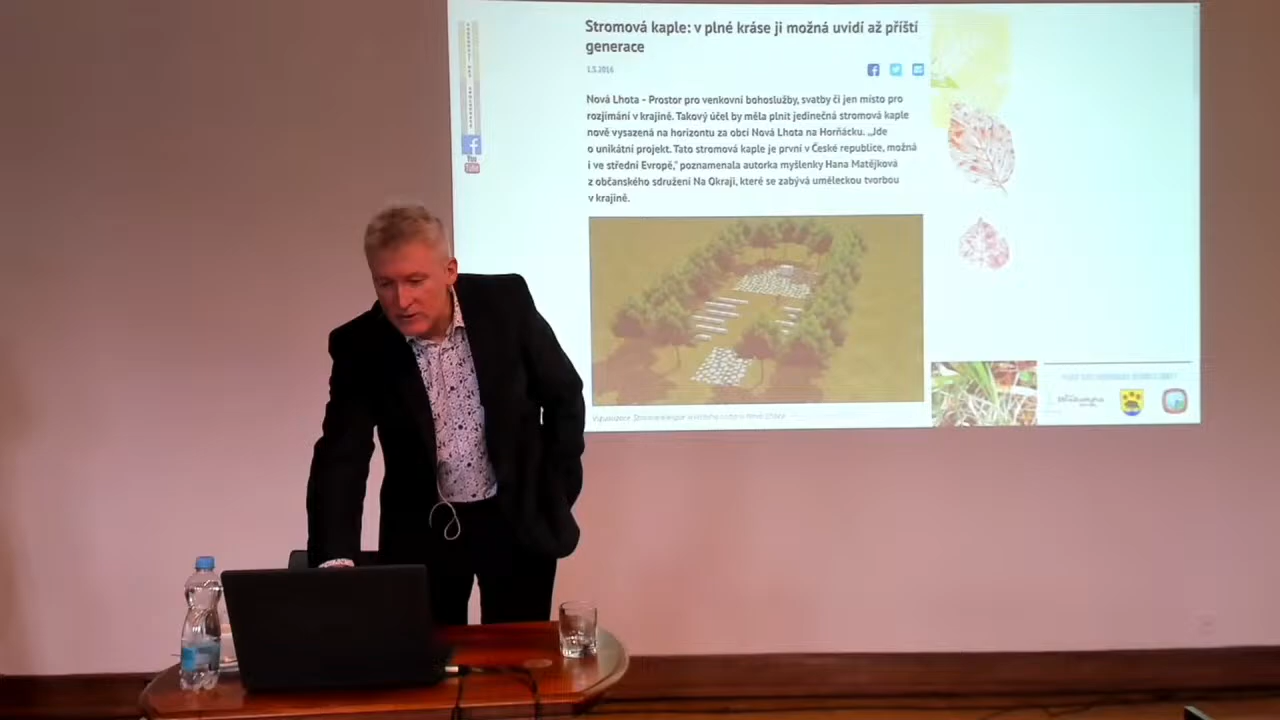 Stromová kaple: v plné kráse ji možná uvidí až příští
generace
1.5.2016
Nová Lhota - Prostor pro venkovní bohoslužby, svatby či jen místo pro
rozjímání v krajině. Takový účel by měla plnit jedinečná stromová kaple
nově vysazená na horizontu za obcí Nová Lhota na Horňácku. „Jde
o unikátní projekt. Tato stromová kaple je první v České republice, možná
i ve střední Evropě,“ poznamenala autorka myšlenky Hana Matějková
z občanského sdružení Na Okraji, které se zabývá uměleckou tvorbou
v krajině.
You
Tube